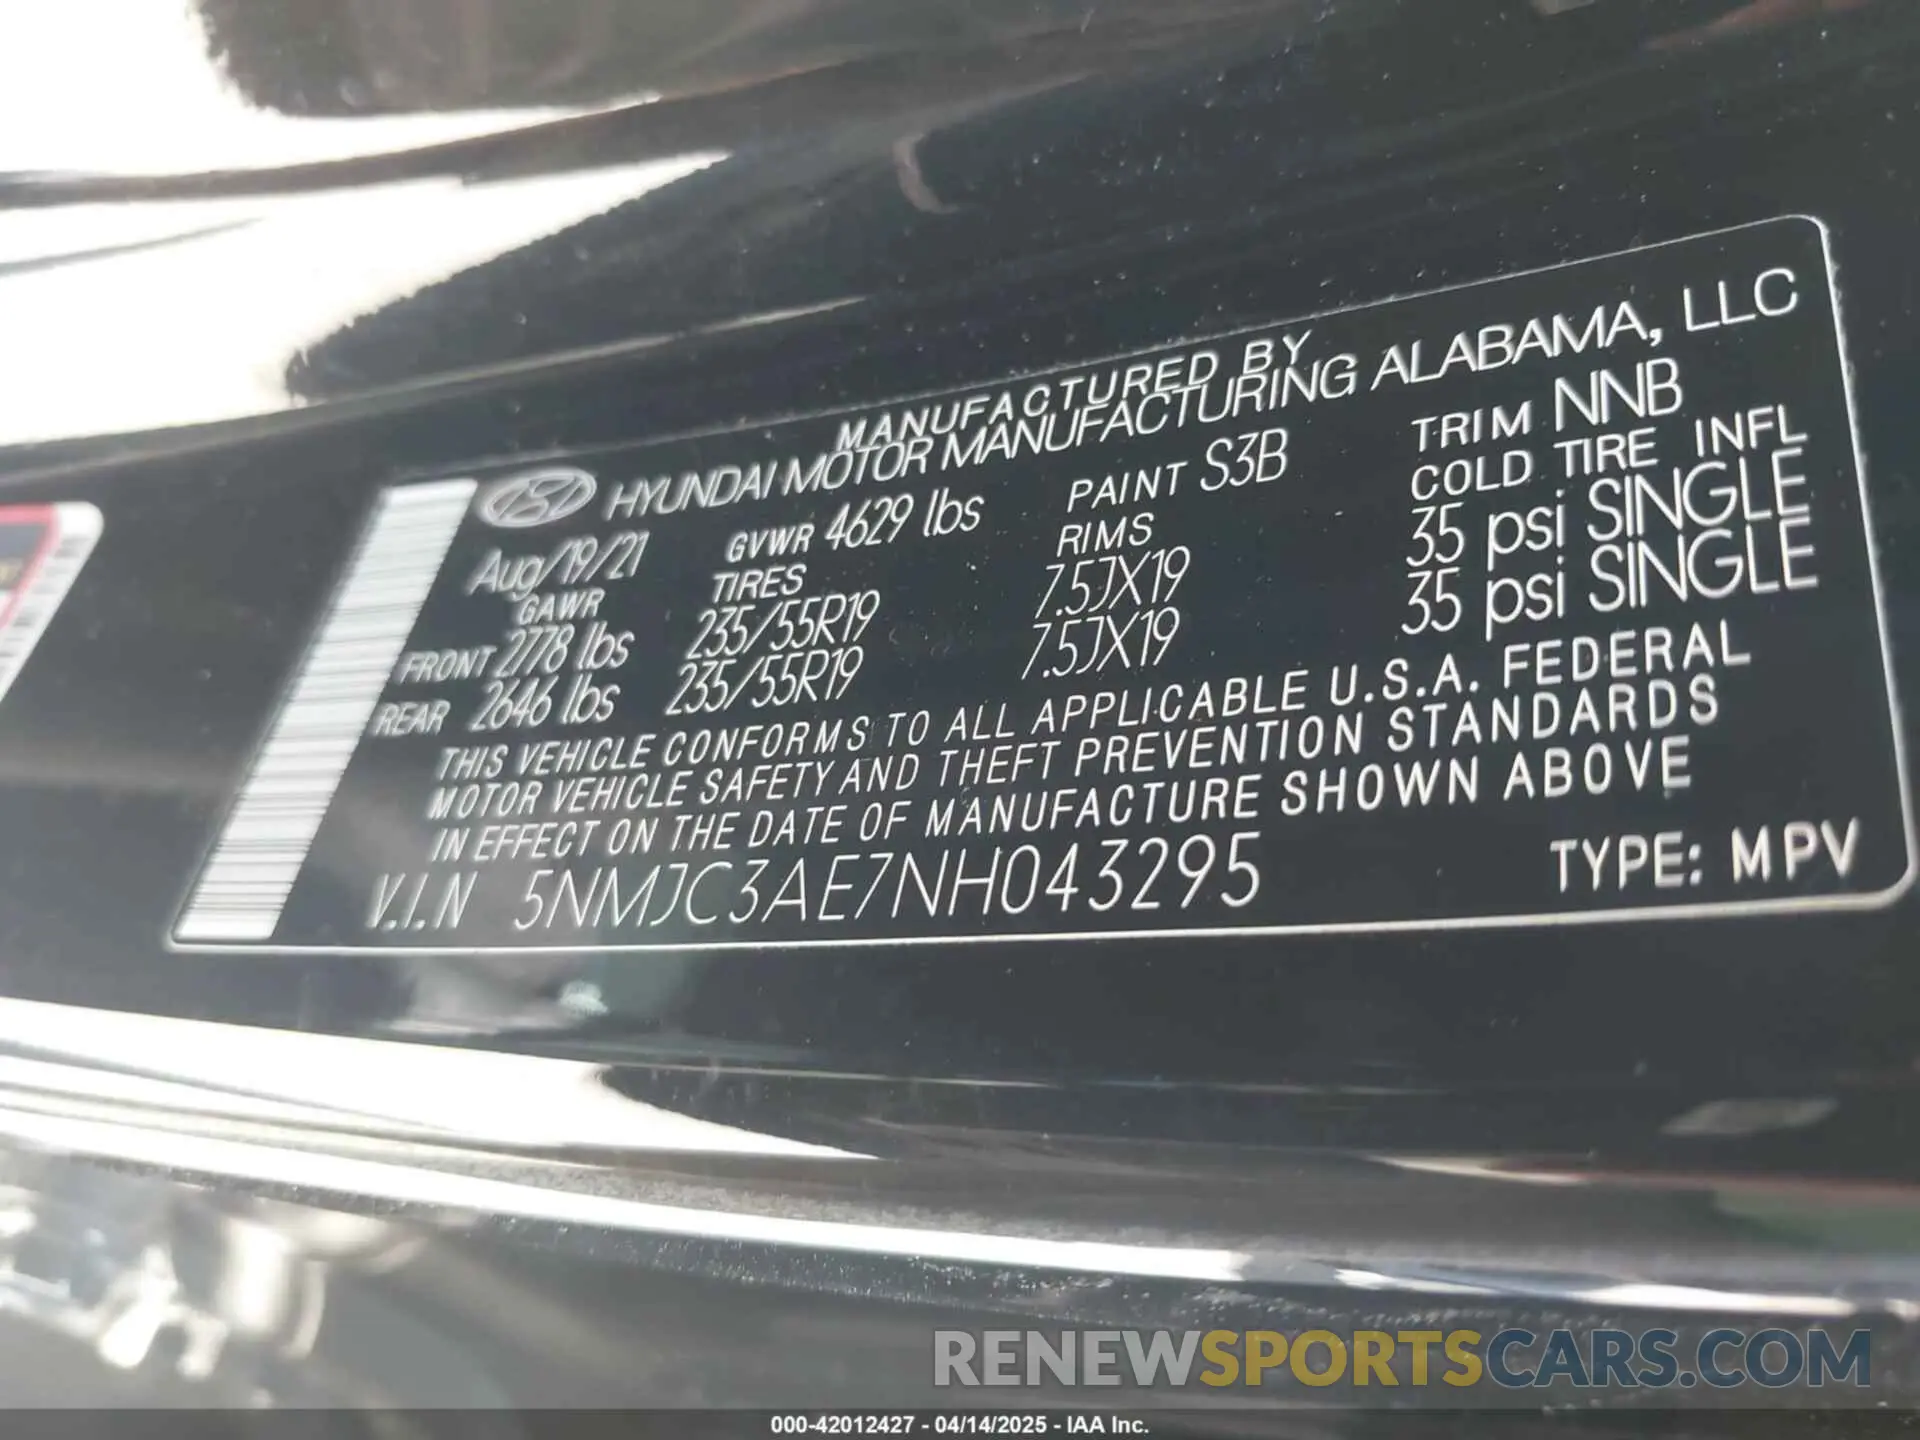 MANUFACTURED BY
HYUNDAI MOTOR MANUFACTURING ALABAMA, LLC
Aug/19/21 GVWR 4629 lbs PAINT S3B TRIM NNB
GAWR TIRES RIMS COLD TIRE INFL
FRONT 2778 lbs 235/55R19 7.5JX19 35 psi SINGLE
REAR 2646 lbs 235/55R19 7.5JX19 35 psi SINGLE
THIS VEHICLE CONFORMS TO ALL APPLICABLE U.S.A. FEDERAL
MOTOR VEHICLE SAFETY AND THEFT PREVENTION STANDARDS
IN EFFECT ON THE DATE OF MANUFACTURE SHOWN ABOVE
V.I.N 5NMJC3AE7NH043295 TYPE: MPV
RENEWSPORTSCARS.COM
000-42012427 - 04/14/2025 - IAA Inc.